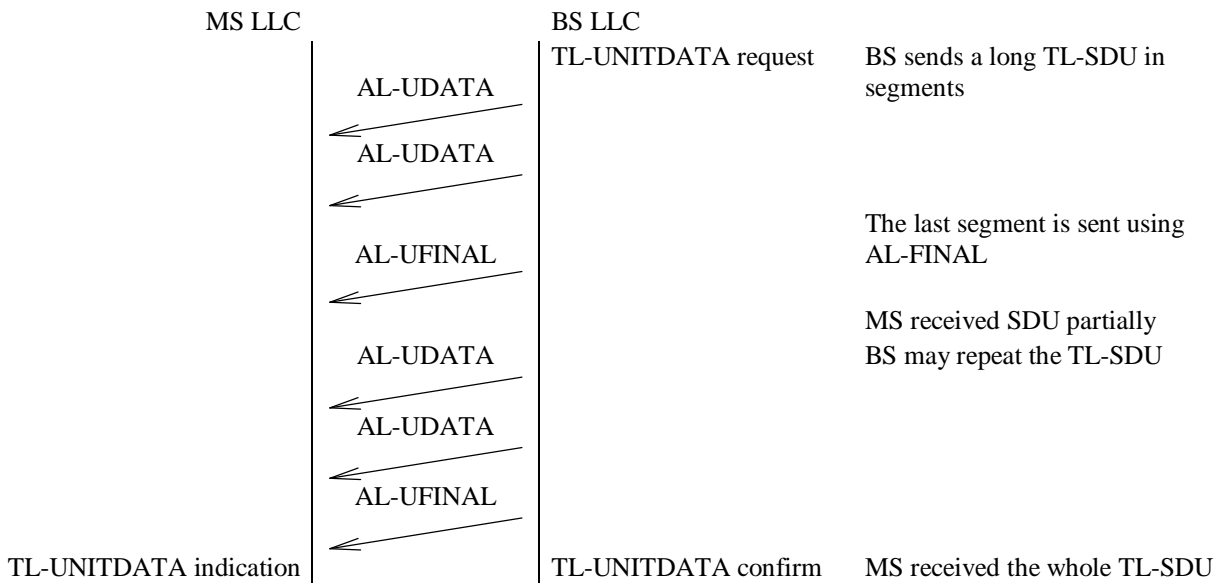 MS LLC BS LLC
TL-UNITDATA request BS sends a long TL-SDU in
segments
AL-UDATA
AL-UDATA
The last segment is sent using
AL-UFINAL AL-FINAL
MS received SDU partially
AL-UDATA BS may repeat the TL-SDU
AL-UDATA
AL-UFINAL
TL-UNITDATA indication TL-UNITDATA confirm MS received the whole TL-SDU